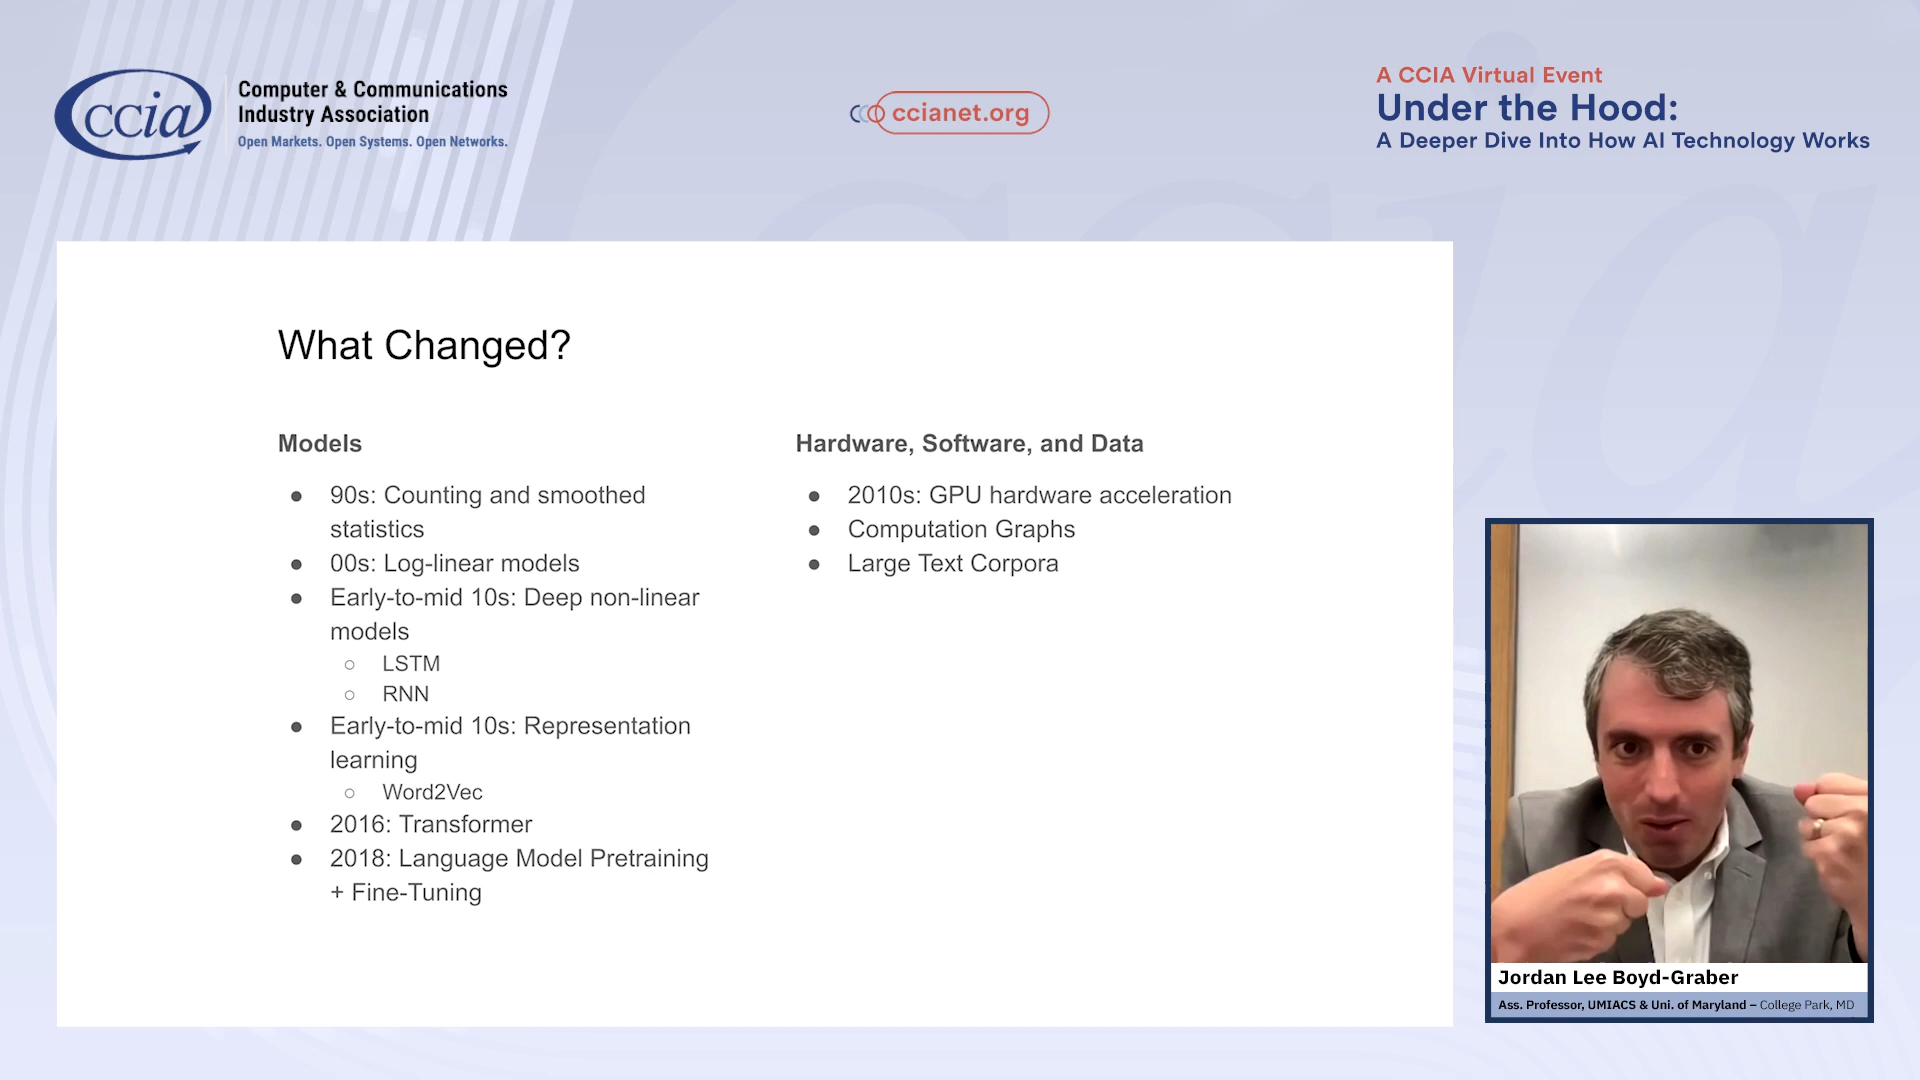 ccia
Computer & Communications
Industry Association
Open Markets. Open Systems. Open Networks.
ccianet.org
A CCIA Virtual Event
Under the Hood:
A Deeper Dive Into How AI Technology Works
What Changed?
Models
● 90s: Counting and smoothed
statistics
● 00s: Log-linear models
● Early-to-mid 10s: Deep non-linear
models
○ LSTM
○ RNN
● Early-to-mid 10s: Representation
learning
○ Word2Vec
● 2016: Transformer
● 2018: Language Model Pretraining
+ Fine-Tuning
Hardware, Software, and Data
● 2010s: GPU hardware acceleration
● Computation Graphs
● Large Text Corpora
Jordan Lee Boyd-Graber
Ass. Professor, UMIACS & Uni. of Maryland – College Park, MD